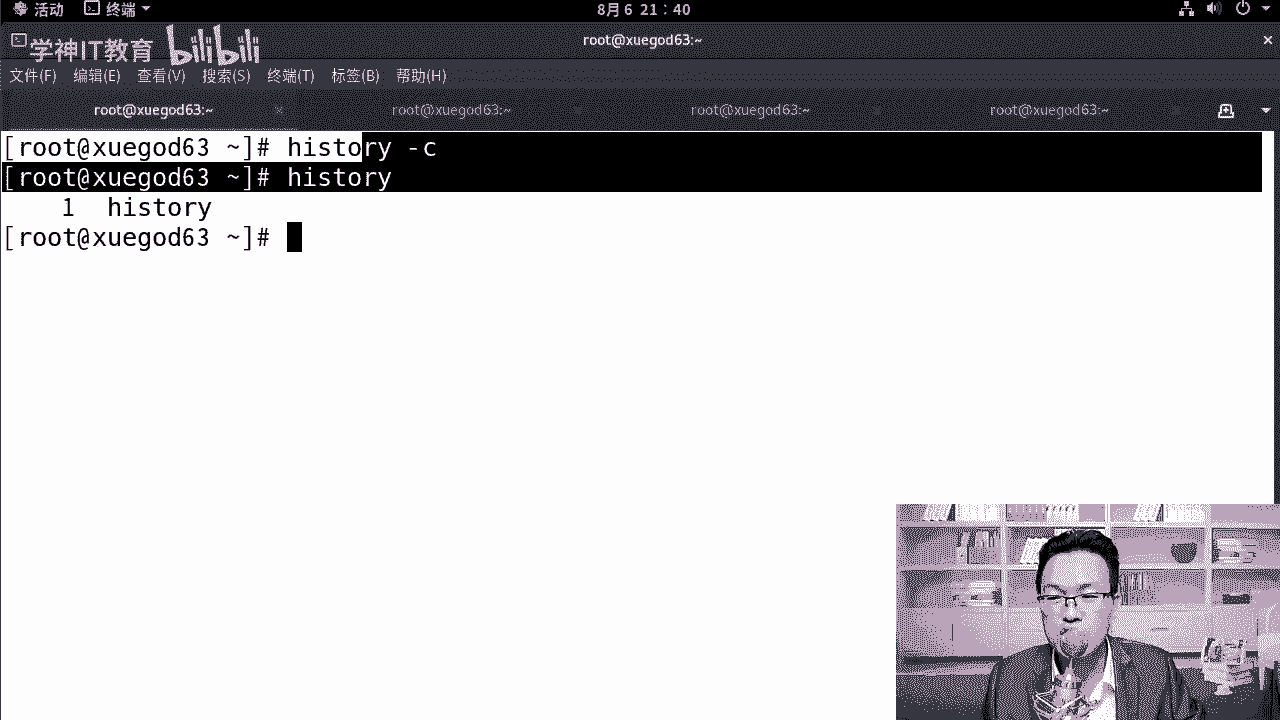 活动 终端 8月6 21:40
学神IT教育 bilibili root@xuegod63:~ ×
文件(F) 编辑(E) 查看(V) 搜索(S) 终端(T) 标签(B) 帮助(H)
root@xuegod63:~ × root@xuegod63:~ root@xuegod63:~ root@xuegod63:~
[root@xuegod63 ~]# history -c
[root@xuegod63 ~]# history
1 history
[root@xuegod63 ~]#